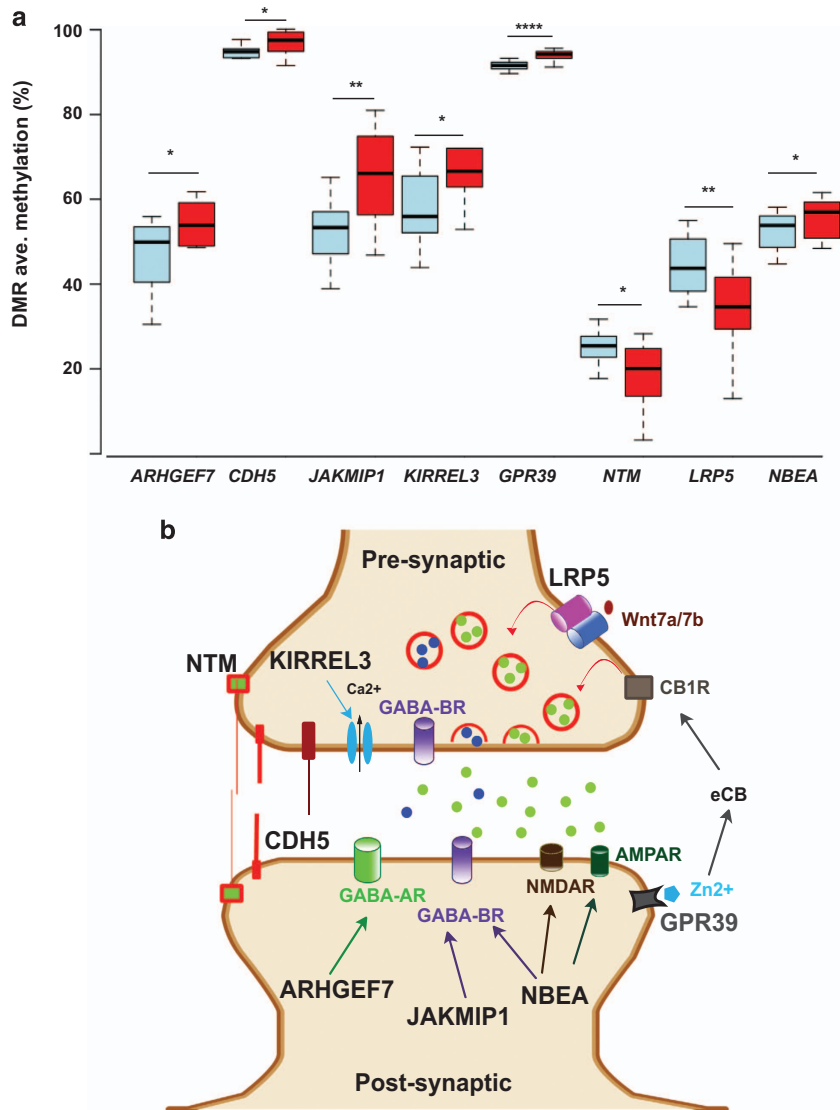 a
DMR ave. methylation (%)
100
80
60
40
20
*
*
**
*
****
*
**
*
ARHGEF7 CDH5 JAKMIP1 KIRREL3 GPR39 NTM LRP5 NBEA
b
Pre-synaptic
LRP5
Wnt7a/7b
NTM
KIRREL3
Ca2+
GABA-BR
CB1R
eCB
CDH5
AMPAR
GABA-AR
NMDAR
Zn2+
GABA-BR
GPR39
ARHGEF7
NBEA
JAKMIP1
Post-synaptic